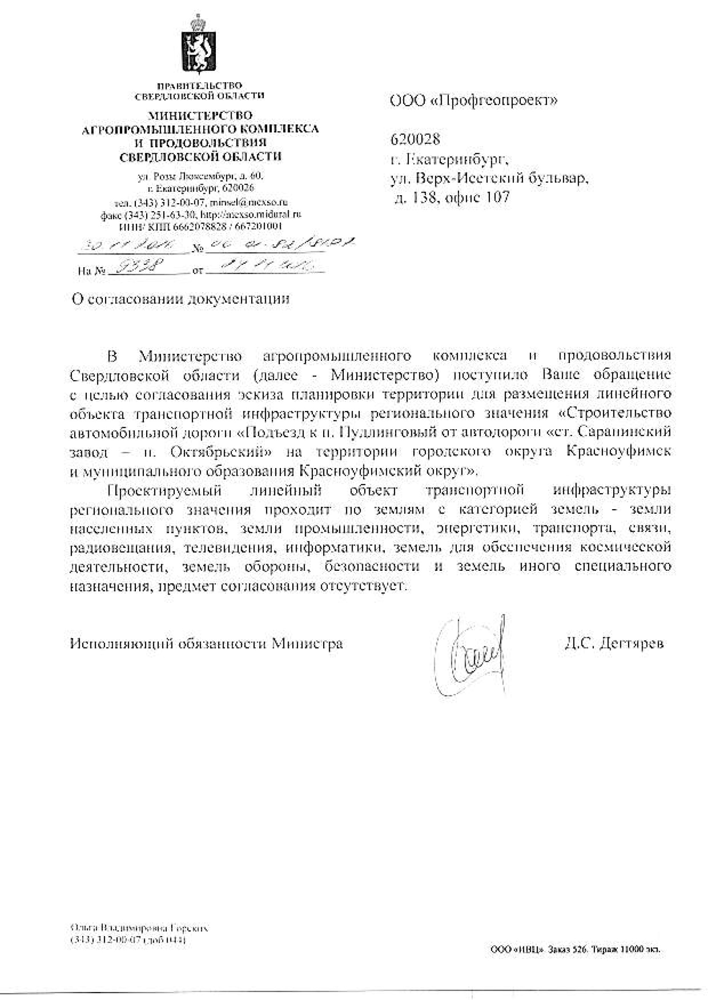 ПРАВИТЕЛЬСТВО
СВЕРДЛОВСКОЙ ОБЛАСТИ
МИНИСТЕРСТВО
АГРОПРОМЫШЛЕННОГО КОМПЛЕКСА
И ПРОДОВОЛЬСТВИЯ
СВЕРДЛОВСКОЙ ОБЛАСТИ
ул. Розы Люксембург, д. 60,
г. Екатеринбург, 620026
тел. (343) 312-00-07, minsel@mcxso.ru
факс (343) 251-63-30, http://mcxso.midural.ru
ИНН/ КПП 6662078828 / 667201001
№
На № 9338 от
ООО «Профгеопроект»
620028
г. Екатеринбург,
ул. Верх-Исетский бульвар,
д. 138, офис 107
О согласовании документации
В Министерство агропромышленного комплекса и продовольствия
Свердловской области (далее - Министерство) поступило Ваше обращение
с целью согласования эскиза планировки территории для размещения линейного
объекта транспортной инфраструктуры регионального значения «Строительство
автомобильной дороги «Подъезд к п. Пудлинговый от автодороги «ст. Саранинский
завод – п. Октябрьский» на территории городского округа Красноуфимск
и муниципального образования Красноуфимский округ».
Проектируемый линейный объект транспортной инфраструктуры
регионального значения проходит по землям с категорией земель - земли
населенных пунктов, земли промышленности, энергетики, транспорта, связи,
радиовещания, телевидения, информатики, земель для обеспечения космической
деятельности, земель обороны, безопасности и земель иного специального
назначения, предмет согласования отсутствует.
Исполняющий обязанности Министра Д.С. Дегтярев
Ольга Владимировна Горских
(343) 312-00-07 (доб 044)
ООО «ИВЦ» Заказ 526. Тираж 11000 экз.